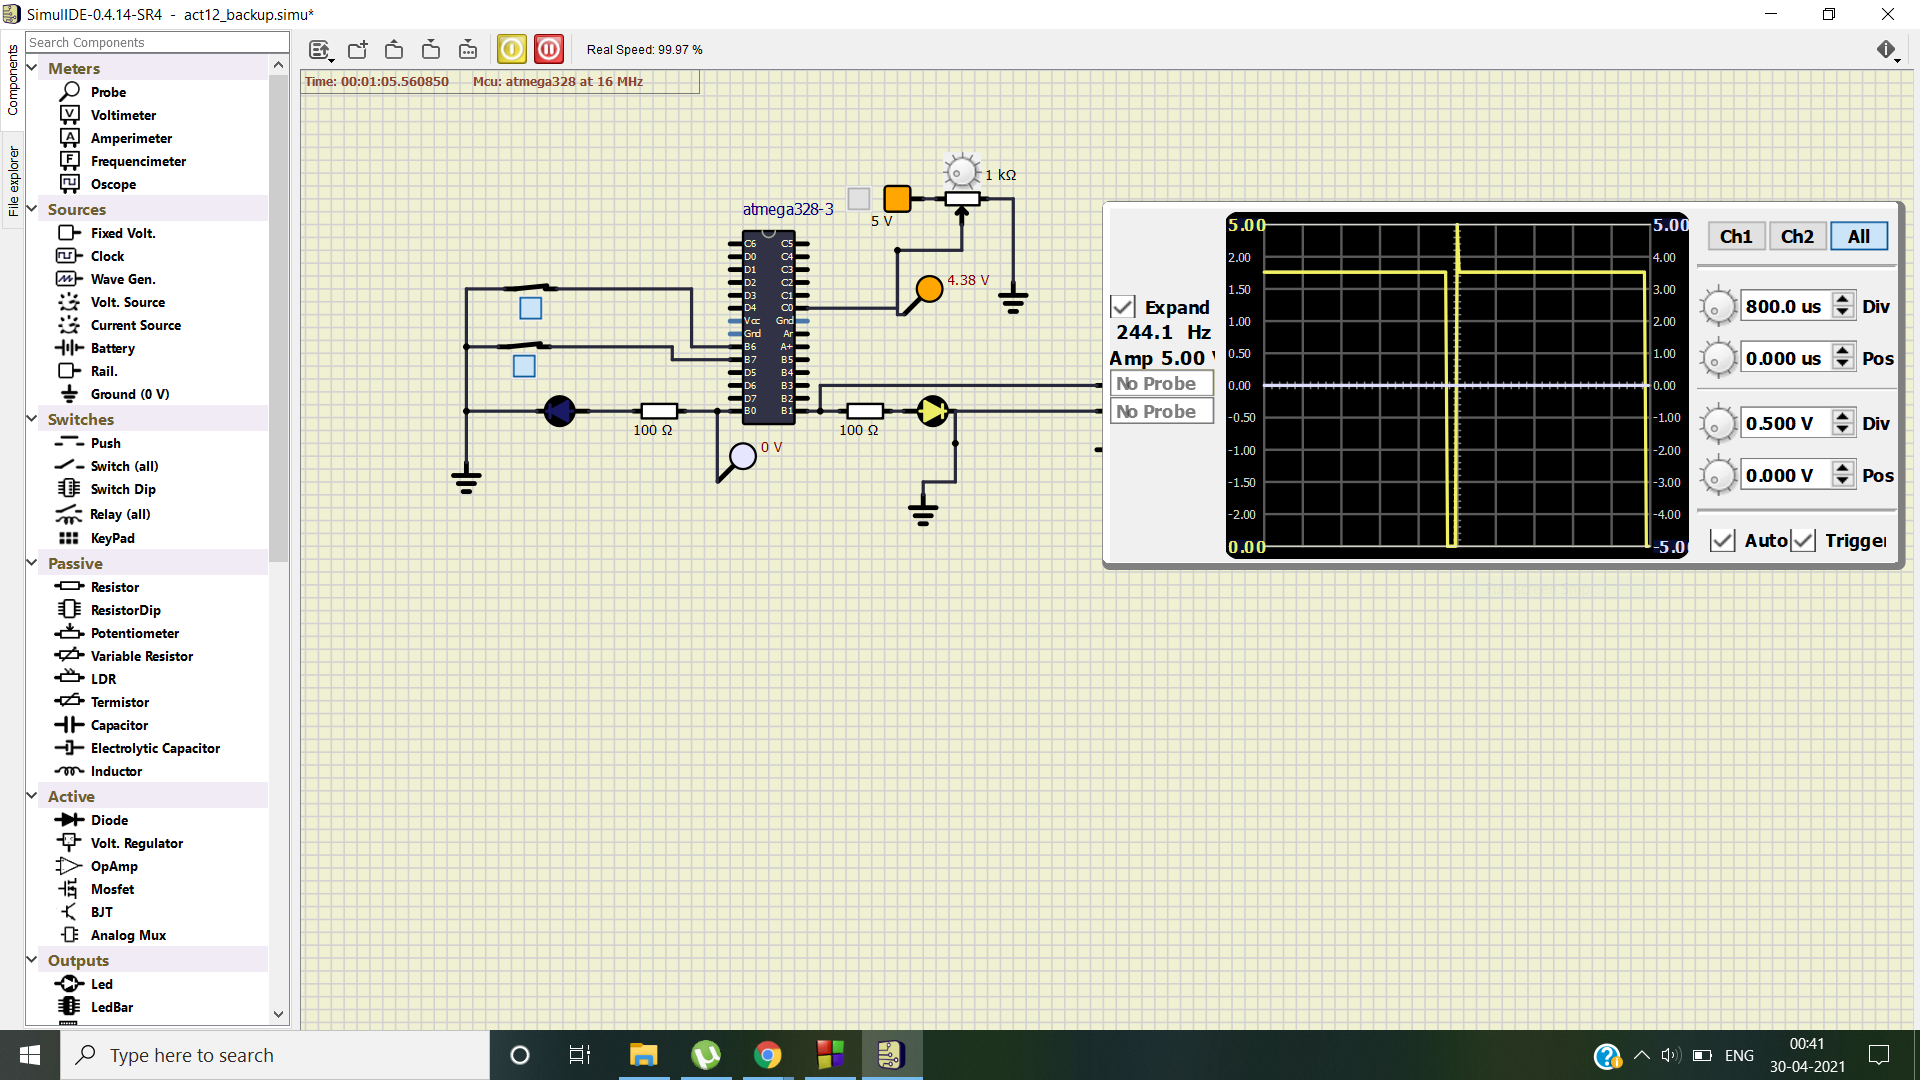 SimulIDE-0.4.14-SR4  -  act12_backup.simu*
Components
File explorer
Search Components
Meters
Probe
Voltimeter
Amperimeter
Frequencimeter
Oscope
Sources
Fixed Volt.
Clock
Wave Gen.
Volt. Source
Current Source
Battery
Rail.
Ground (0 V)
Switches
Push
Switch (all)
Switch Dip
Relay (all)
KeyPad
Passive
Resistor
ResistorDip
Potentiometer
Variable Resistor
LDR
Termistor
Capacitor
Electrolytic Capacitor
Inductor
Active
Diode
Volt. Regulator
OpAmp
Mosfet
BJT
Analog Mux
Outputs
Led
LedBar
Real Speed: 99.97 %
Time: 00:01:05.560850 Mcu: atmega328 at 16 MHz
1 kΩ
5 V
atmega328-3
C6 C5
D0 C4
D1 C3
D2 C2
D3 C1
D4 C0
Vcc Gnd
Gnd Ar
B6 A+
B7 B5
D5 B4
D6 B3
D7 B2
B0 B1
4.38 V
100 Ω
100 Ω
0 V
Expand
244.1 Hz
Amp 5.00 V
No Probe
No Probe
5.00 5.00
2.00 4.00
1.50 3.00
1.00 2.00
0.50 1.00
0.00 0.00
-0.50 -1.00
-1.00 -2.00
-1.50 -3.00
-2.00 -4.00
0.00 -5.0
Ch1 Ch2 All
800.0 us Div
0.000 us Pos
0.500 V Div
0.000 V Pos
Auto Trigger
Type here to search
ENG
00:41
30-04-2021